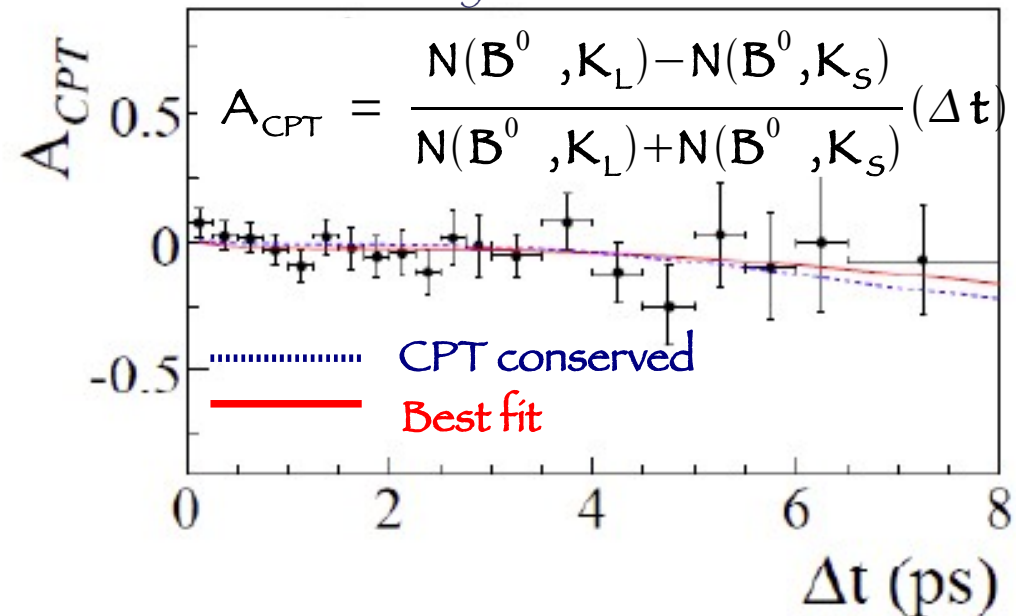 A_CPT
0.5
A_CPT = N(B^0 ,K_L)−N(B^0,K_S) / N(B^0 ,K_L)+N(B^0 ,K_S) (Δt)
0
-0.5
CPT conserved
Best fit
0 2 4 6 8
Δt (ps)